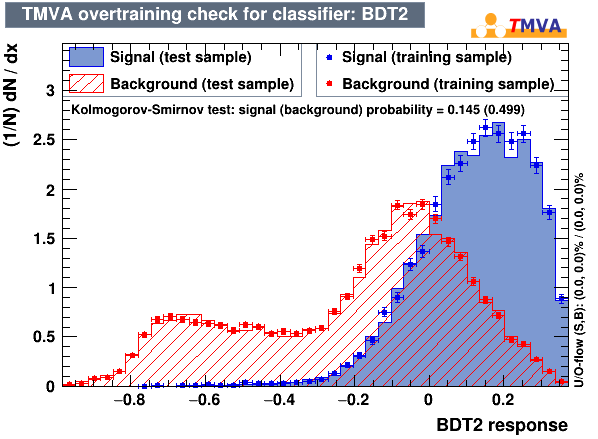 TMVA overtraining check for classifier: BDT2
TMVA
(1/N) dN / dx
Signal (test sample)
Background (test sample)
Signal (training sample)
Background (training sample)
Kolmogorov-Smirnov test: signal (background) probability = 0.145 (0.499)
3
2.5
2
1.5
1
0.5
0
−0.8
−0.6
−0.4
−0.2
0
0.2
BDT2 response
U/O-flow (S,B): (0.0, 0.0)% / (0.0, 0.0)%